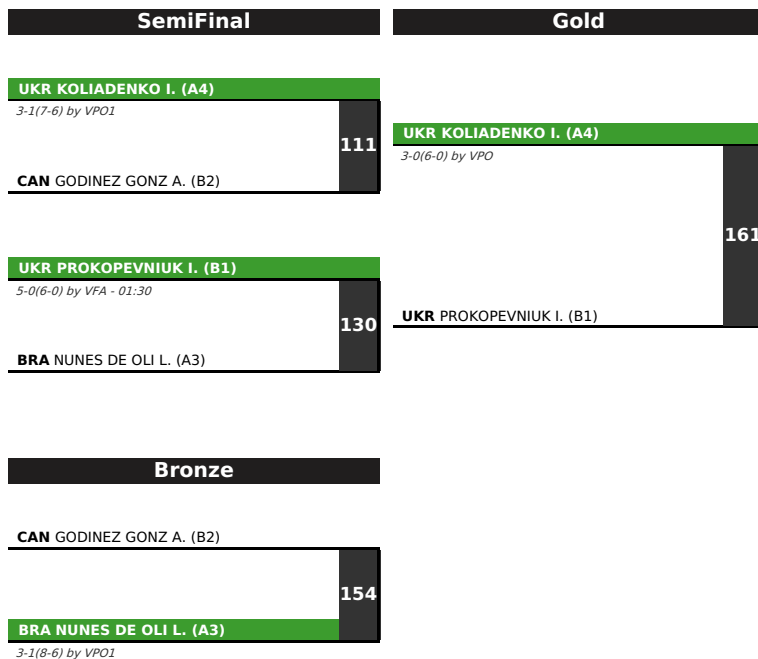 SemiFinal
UKR KOLIADENKO I. (A4)
3-1(7-6) by VPO1
111
CAN GODINEZ GONZ A. (B2)
UKR PROKOPEVNIUK I. (B1)
5-0(6-0) by VFA - 01:30
130
BRA NUNES DE OLI L. (A3)
Gold
UKR KOLIADENKO I. (A4)
3-0(6-0) by VPO
161
UKR PROKOPEVNIUK I. (B1)
Bronze
CAN GODINEZ GONZ A. (B2)
154
BRA NUNES DE OLI L. (A3)
3-1(8-6) by VPO1